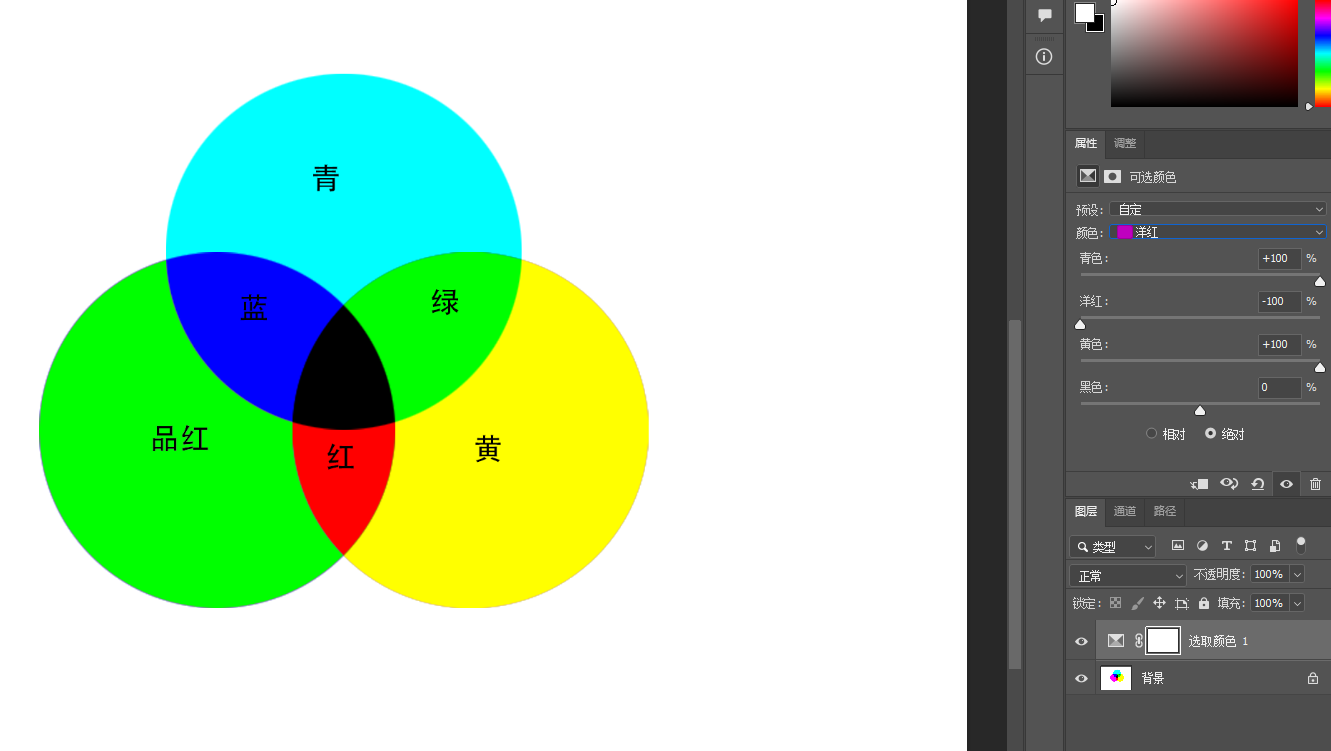 青
蓝
绿
品红
红
黄
属性 调整
可选颜色
预设: 自定
颜色: 洋红
青色: +100 %
洋红: -100 %
黄色: +100 %
黑色: 0 %
相对 绝对
图层 通道 路径
类型
正常 不透明度: 100%
锁定: 填充: 100%
选取颜色 1
背景